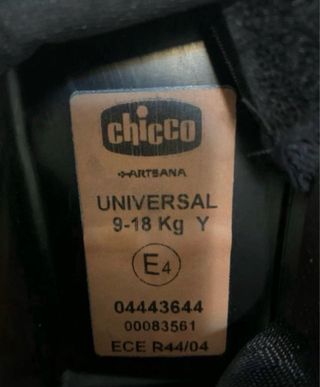 chicco
ARTSANA
UNIVERSAL
9-18 Kg Y
E4
04443644
00083561
ECE R44/04